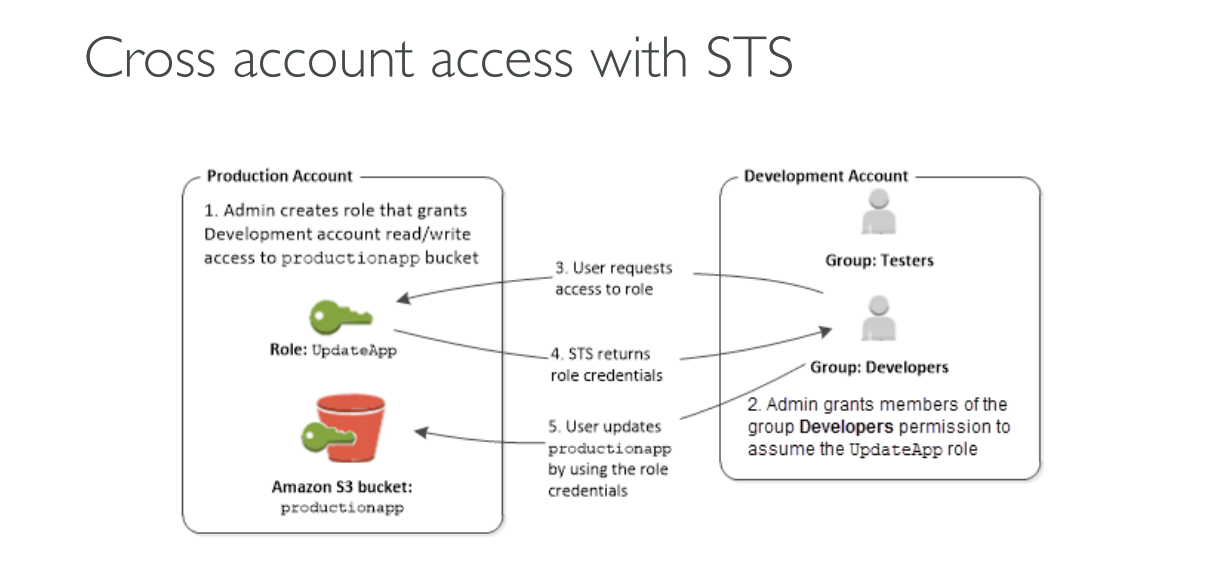 Cross account access with STS
Production Account
1. Admin creates role that grants
Development account read/write
access to productionapp bucket
Role: UpdateApp
Amazon S3 bucket:
productionapp
3. User requests
access to role
4. STS returns
role credentials
5. User updates
productionapp
by using the role
credentials
Development Account
Group: Testers
Group: Developers
2. Admin grants members of the
group Developers permission to
assume the UpdateApp role